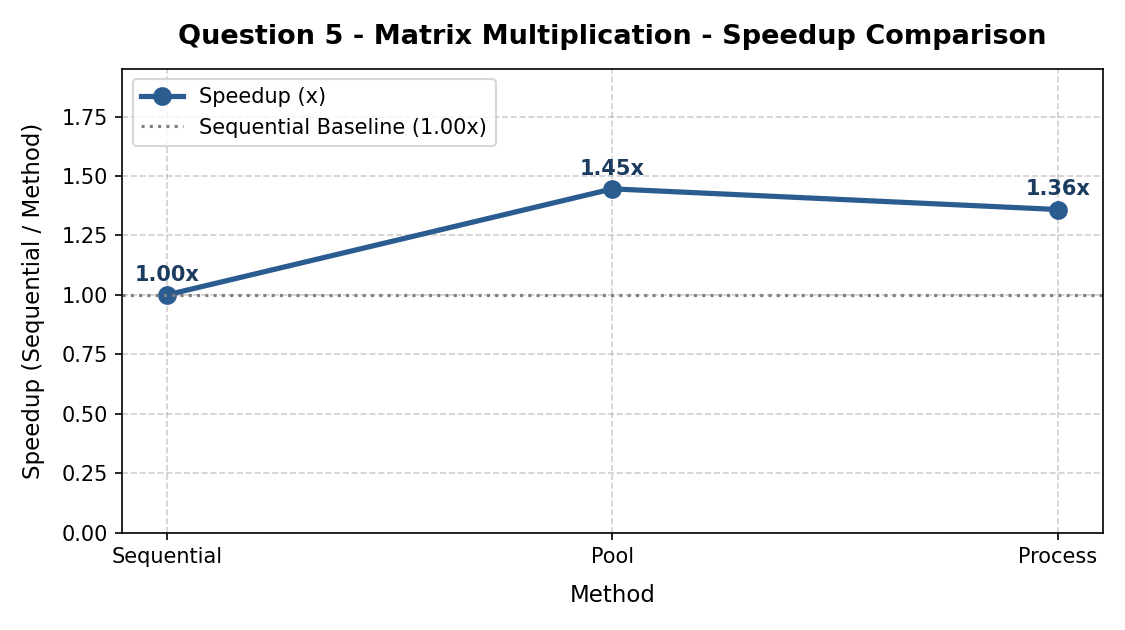 Question 5 - Matrix Multiplication - Speedup Comparison
Speedup (x)
Sequential Baseline (1.00x)
Speedup (Sequential / Method)
1.75
1.50
1.25
1.00
0.75
0.50
0.25
0.00
1.00x
1.45x
1.36x
Sequential
Pool
Process
Method